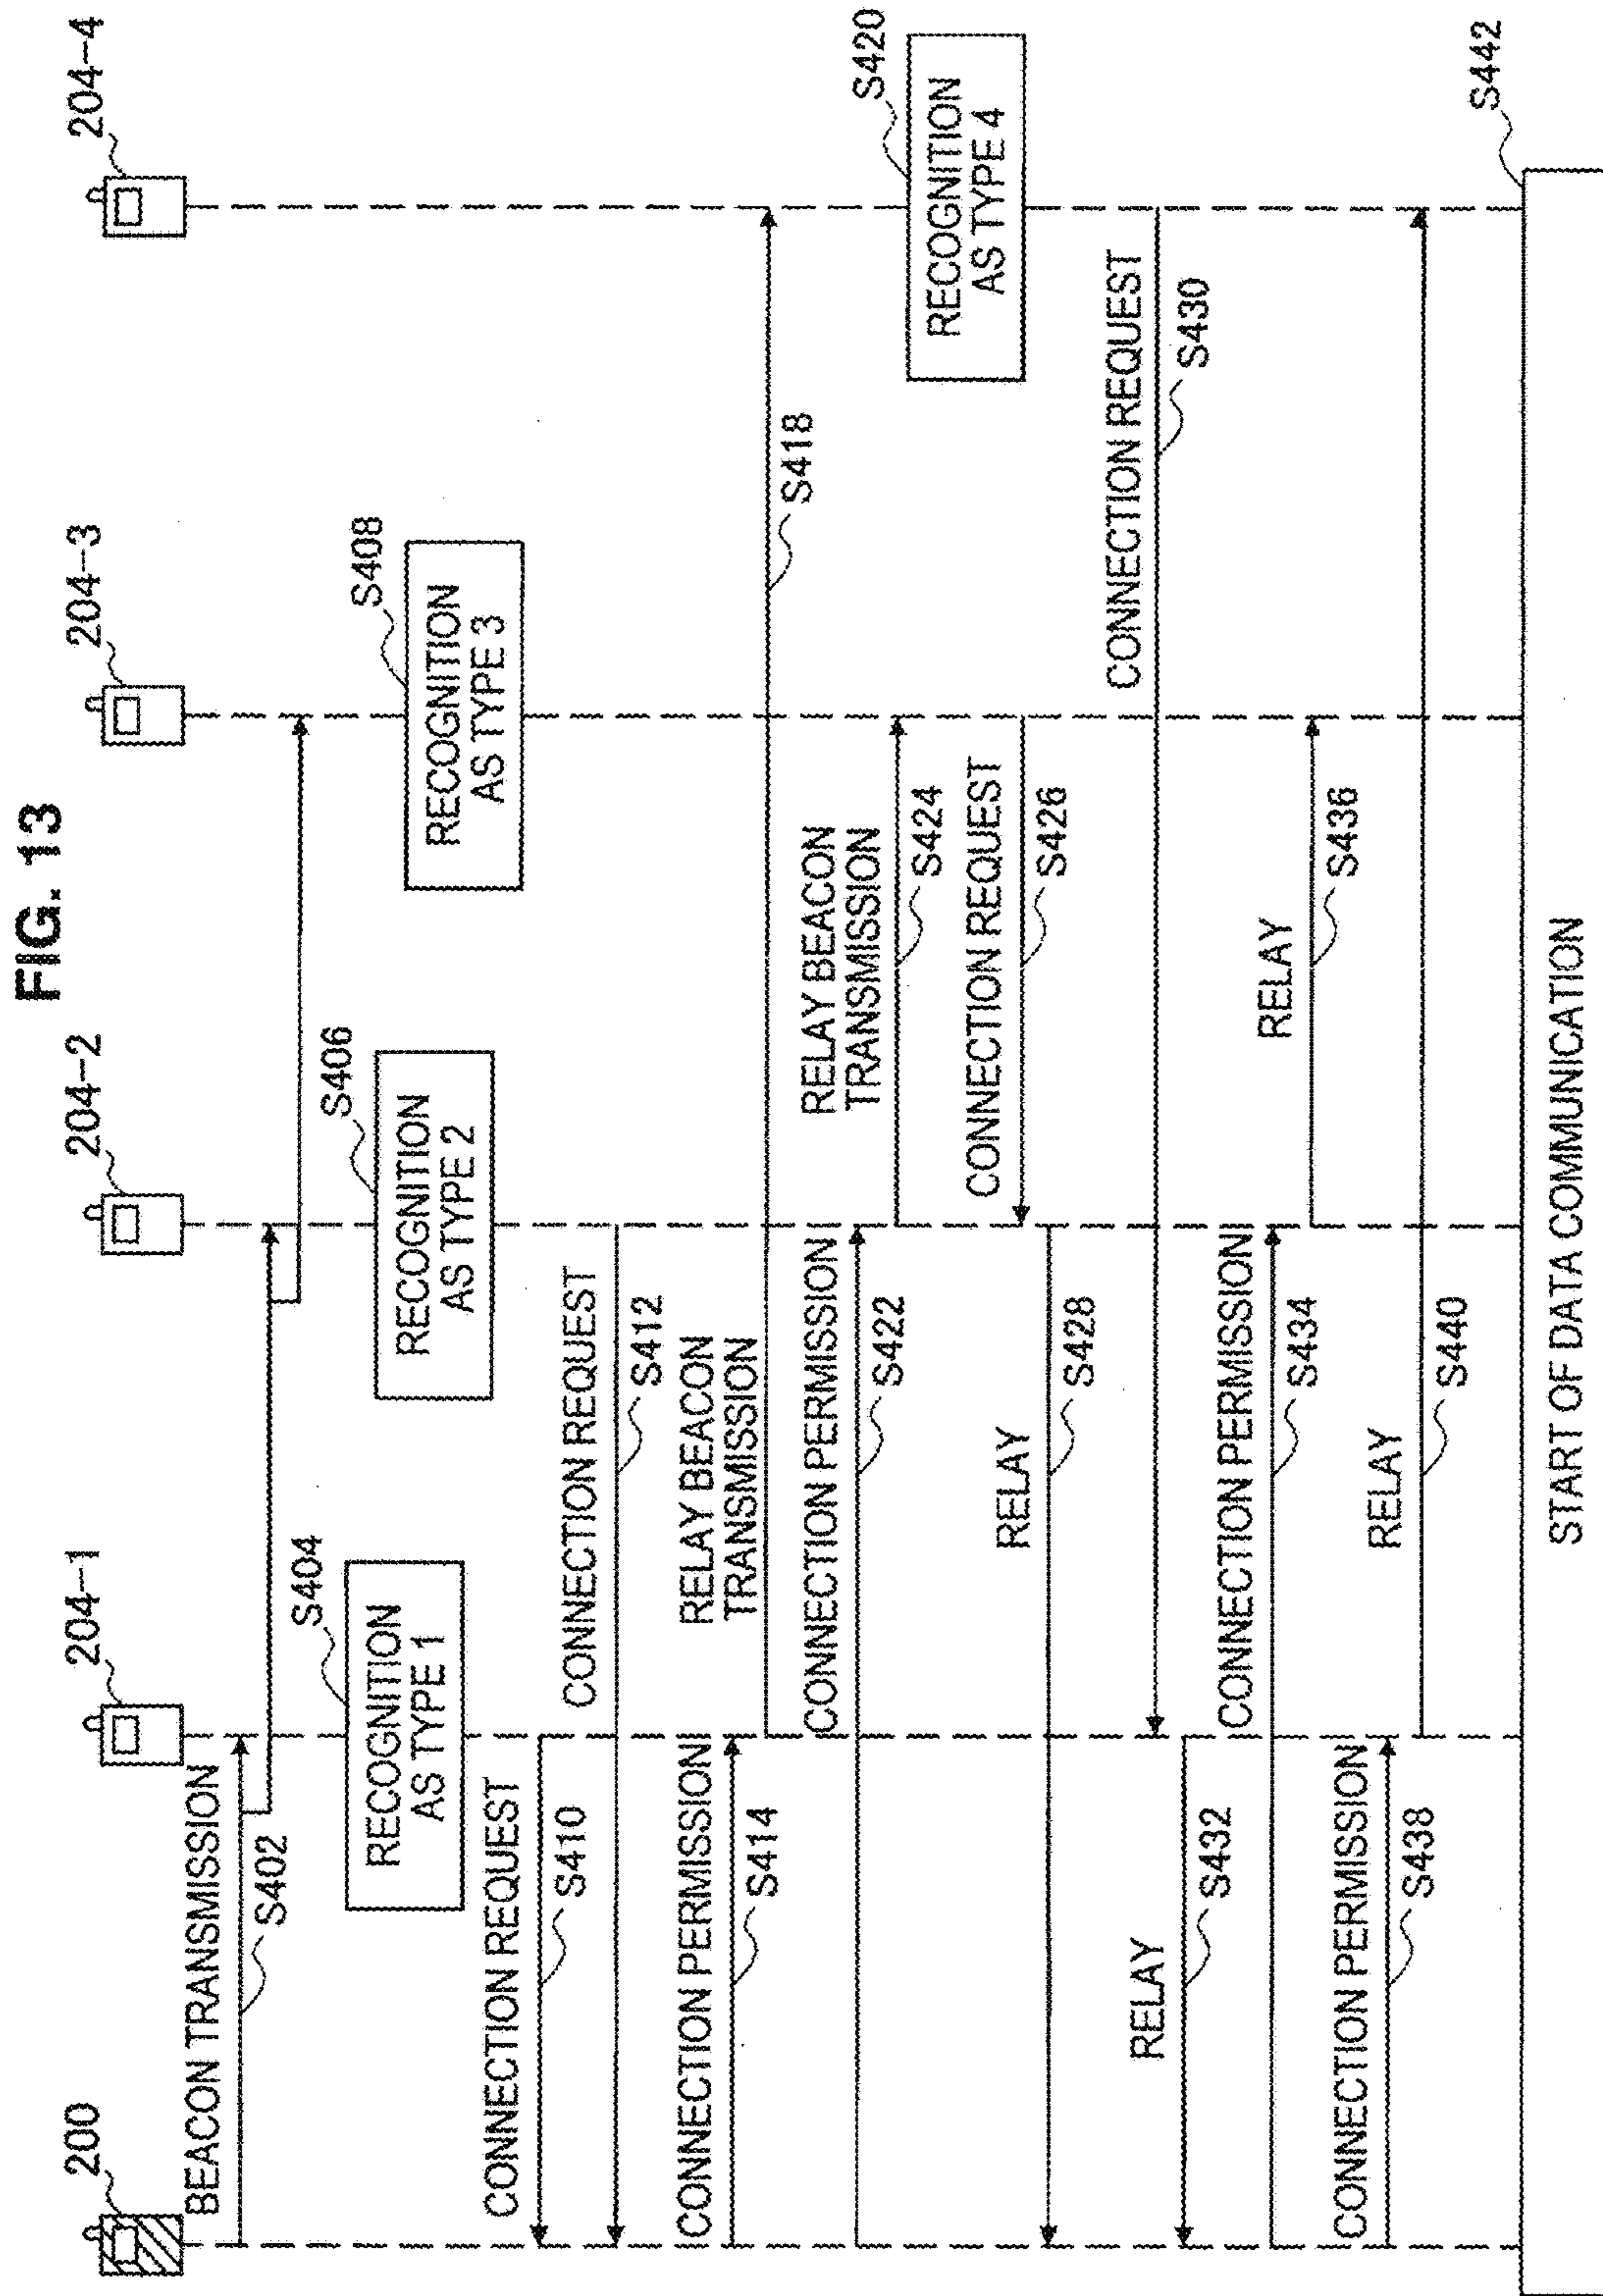 FIG. 13
200
204-1
204-2
204-3
204-4
BEACON TRANSMISSION
S402
S404
RECOGNITION
AS TYPE 1
S406
RECOGNITION
AS TYPE 2
S408
RECOGNITION
AS TYPE 3
CONNECTION REQUEST
S410
CONNECTION REQUEST
S412
CONNECTION PERMISSION
S414
RELAY BEACON
TRANSMISSION
S418
S420
RECOGNITION
AS TYPE 4
CONNECTION PERMISSION
S422
RELAY BEACON
TRANSMISSION
S424
CONNECTION REQUEST
S426
RELAY
S428
CONNECTION REQUEST
S430
RELAY
S432
CONNECTION PERMISSION
S434
RELAY
S436
CONNECTION PERMISSION
S438
RELAY
S440
S442
START OF DATA COMMUNICATION